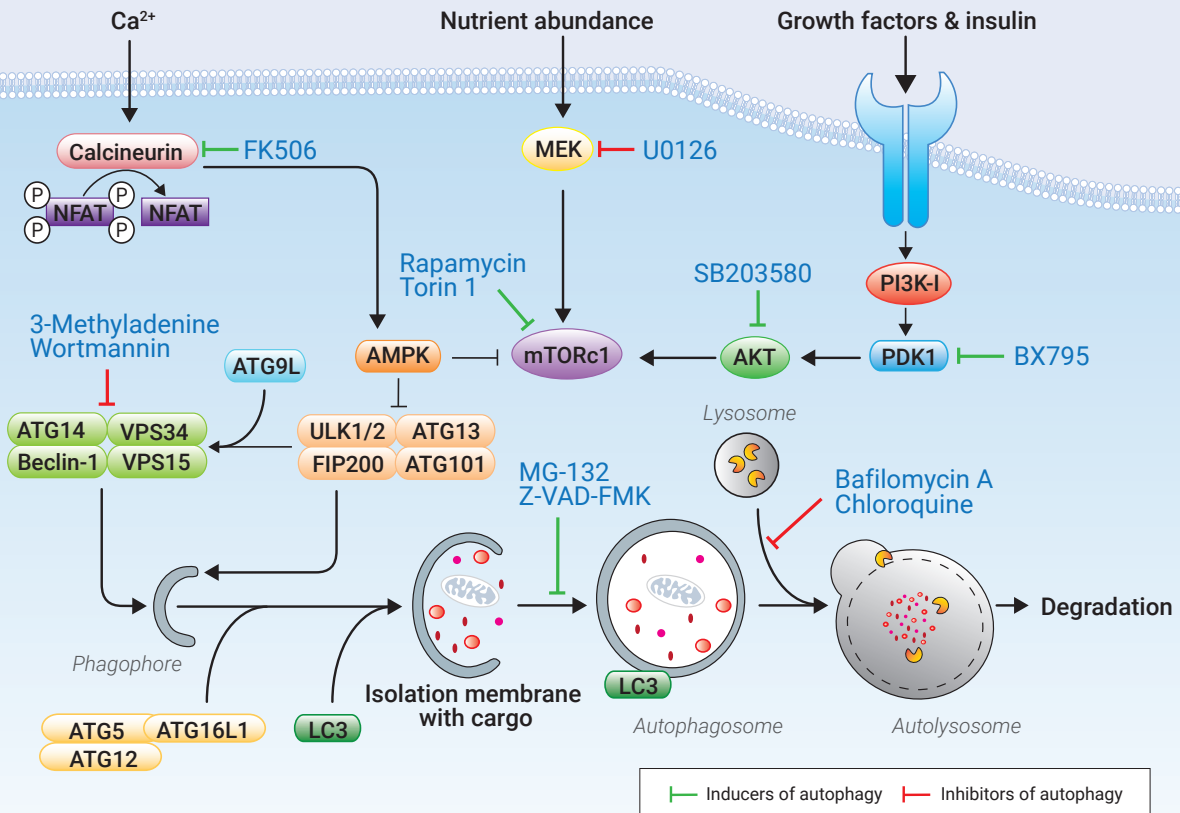 Ca²⁺
Nutrient abundance
Growth factors & insulin
Calcineurin
FK506
MEK
U0126
P
P
NFAT
NFAT
P
P
Rapamycin
Torin 1
SB203580
PI3K-I
3-Methyladenine
Wortmannin
ATG9L
AMPK
mTORc1
AKT
PDK1
BX795
Lysosome
ATG14
VPS34
Beclin-1
VPS15
ULK1/2
ATG13
FIP200
ATG101
MG-132
Z-VAD-FMK
Bafilomycin A
Chloroquine
Degradation
Phagophore
Isolation membrane
with cargo
LC3
Autophagosome
Autolysosome
ATG5
ATG16L1
ATG12
LC3
Inducers of autophagy
Inhibitors of autophagy